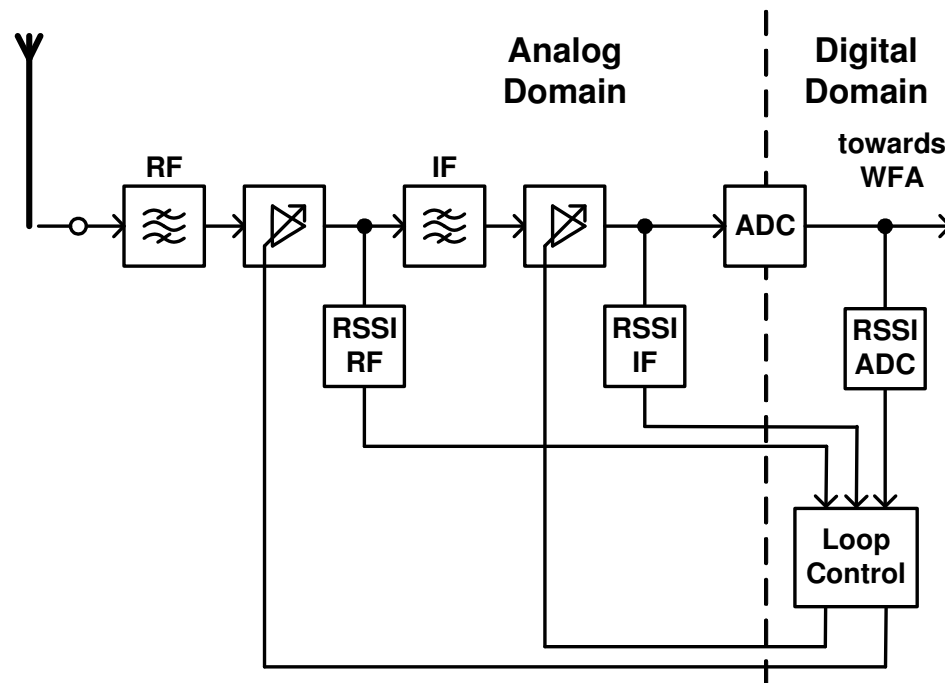 Analog
Domain
Digital
Domain
towards
WFA
RF
IF
ADC
RSSI
RF
RSSI
IF
RSSI
ADC
Loop
Control